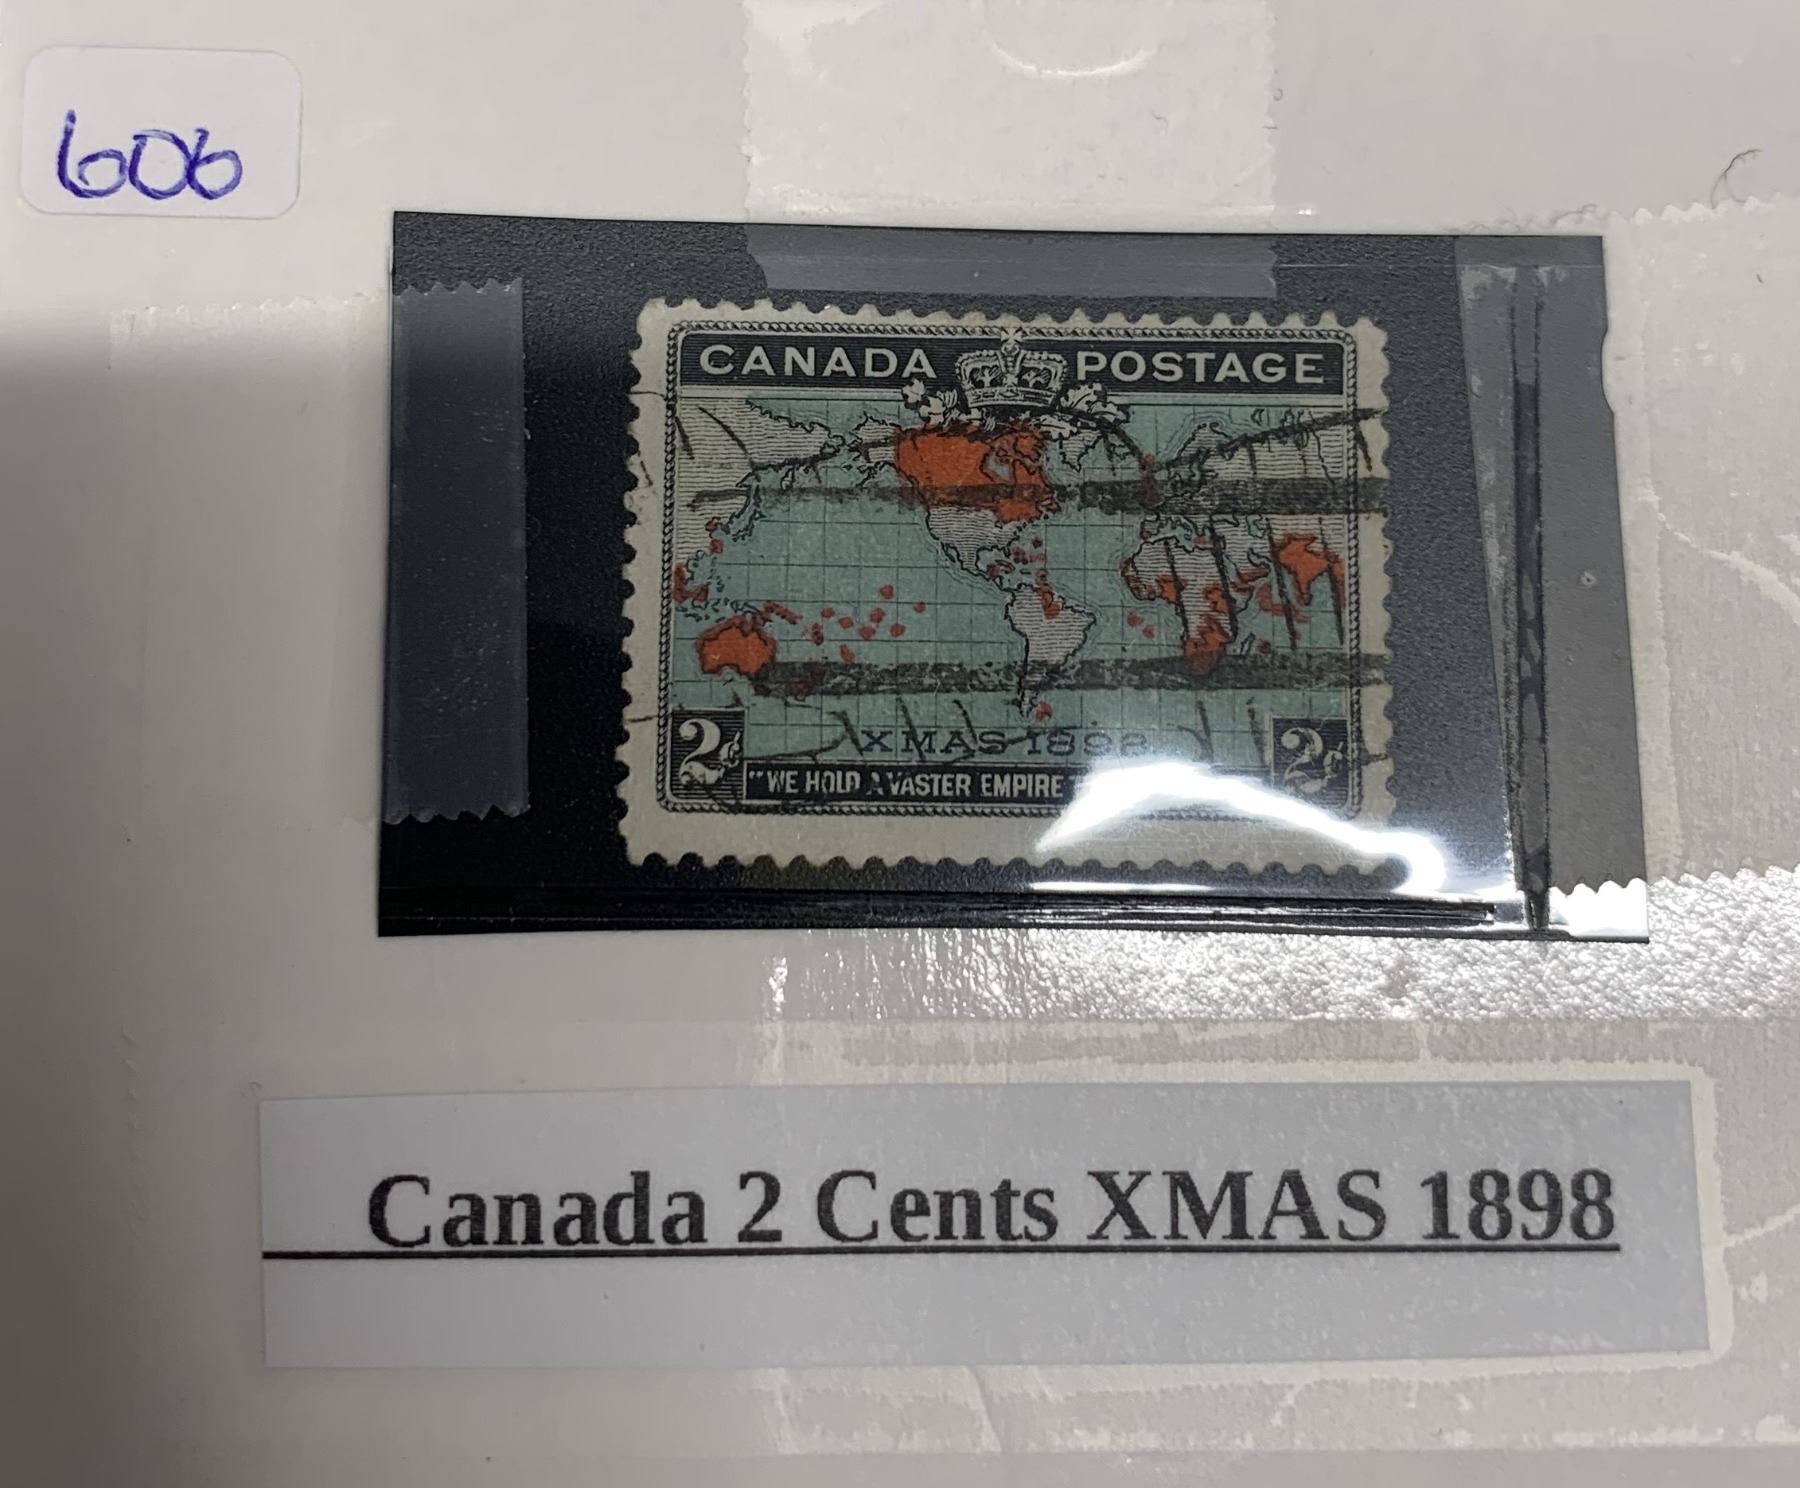 606
CANADA POSTAGE
XMAS 1898
2¢ 2¢
"WE HOLD A VASTER EMPIRE
Canada 2 Cents XMAS 1898